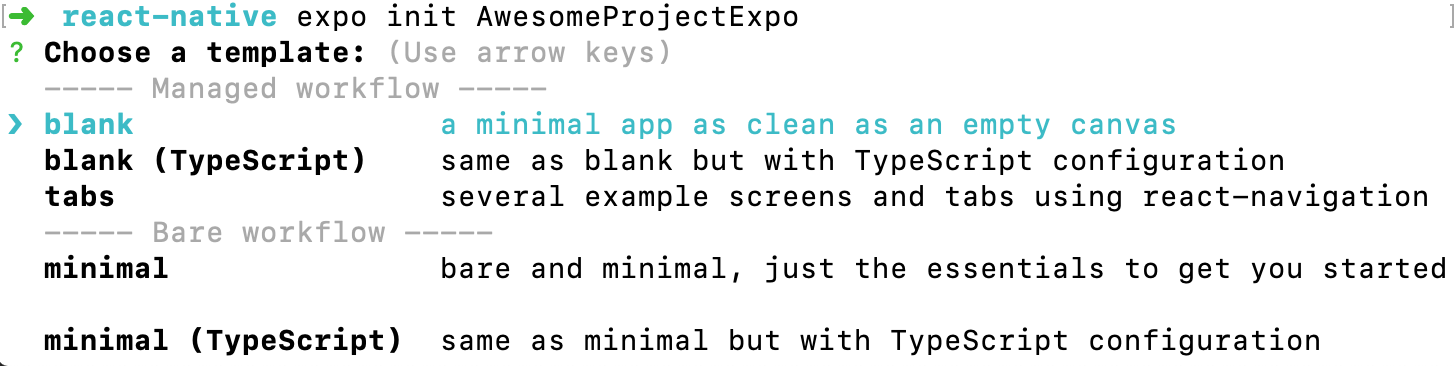 [➜ react-native expo init AwesomeProjectExpo ]
? Choose a template: (Use arrow keys)
----- Managed workflow -----
❯ blank a minimal app as clean as an empty canvas
blank (TypeScript) same as blank but with TypeScript configuration
tabs several example screens and tabs using react-navigation
----- Bare workflow -----
minimal bare and minimal, just the essentials to get you started
minimal (TypeScript) same as minimal but with TypeScript configuration